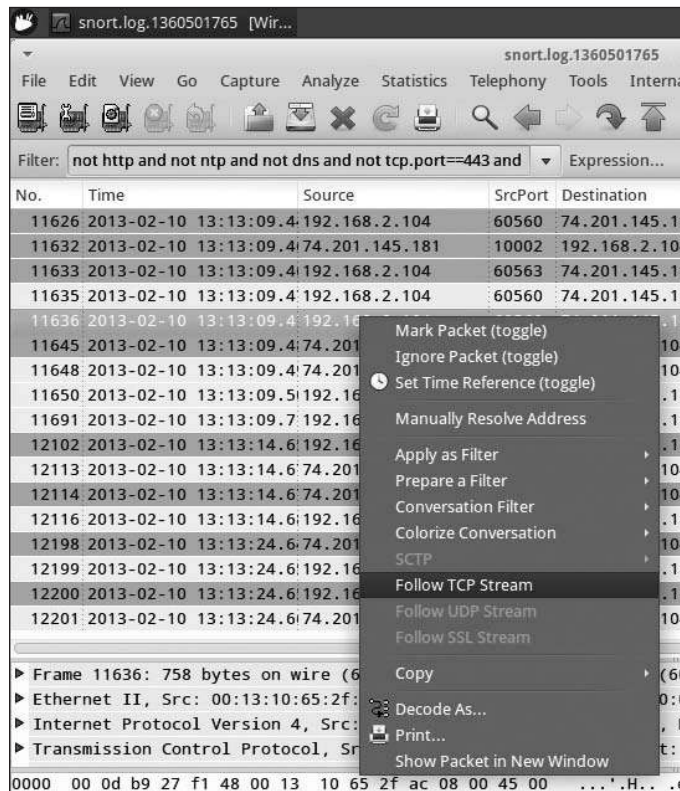 snort.log.1360501765 [Wir...
snort.log.1360501765
File Edit View Go Capture Analyze Statistics Telephony Tools Interna
Filter: not http and not ntp and not dns and not tcp.port==443 and Expression...
No. Time Source SrcPort Destination
11626 2013-02-10 13:13:09.4 192.168.2.104 60560 74.201.145.1
11632 2013-02-10 13:13:09.4 74.201.145.181 10002 192.168.2.10
11633 2013-02-10 13:13:09.4 192.168.2.104 60563 74.201.145.1
11635 2013-02-10 13:13:09.4 192.168.2.104 60560 74.201.145.1
11636 2013-02-10 13:13:09.4 192.16
11645 2013-02-10 13:13:09.4 74.201 10
11648 2013-02-10 13:13:09.4 74.201 10
11650 2013-02-10 13:13:09.5 192.16 .1
11691 2013-02-10 13:13:09.7 192.16 .1
12102 2013-02-10 13:13:14.6 192.16 .1
12113 2013-02-10 13:13:14.6 74.201 10
12114 2013-02-10 13:13:14.6 74.201 10
12116 2013-02-10 13:13:14.6 192.16 .1
12198 2013-02-10 13:13:24.6 74.201 10
12199 2013-02-10 13:13:24.6 192.16 .1
12200 2013-02-10 13:13:24.6 192.16 .1
12201 2013-02-10 13:13:24.6 74.201 10
Mark Packet (toggle)
Ignore Packet (toggle)
Set Time Reference (toggle)
Manually Resolve Address
Apply as Filter
Prepare a Filter
Conversation Filter
Colorize Conversation
SCTP
Follow TCP Stream
Follow UDP Stream
Follow SSL Stream
Copy
Decode As...
Print...
Show Packet in New Window
Frame 11636: 758 bytes on wire (6
Ethernet II, Src: 00:13:10:65:2f:
Internet Protocol Version 4, Src:
Transmission Control Protocol, Sr
0000 00 0d b9 27 f1 48 00 13 10 65 2f ac 08 00 45 00 ...'.H..